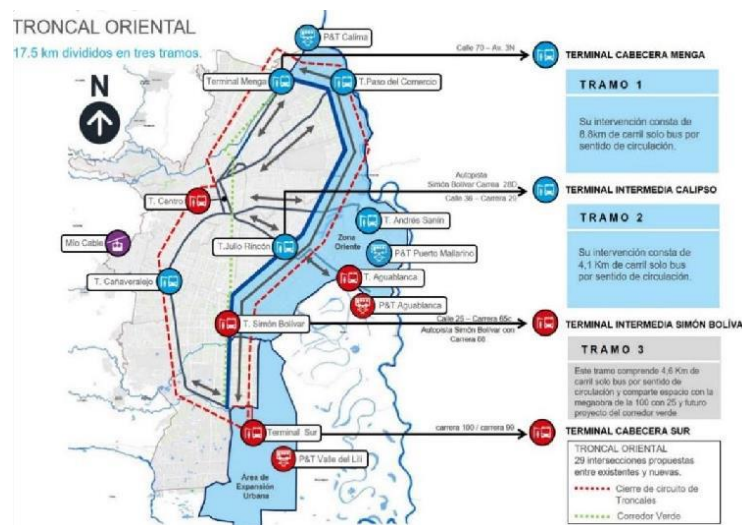 TRONCAL ORIENTAL
17.5 km divididos en tres tramos.
N
P&T Calima
Calle 70 – Av. 3N
TERMINAL CABECERA MENGA
Terminal Menga
T.Paso del Comercio
TRAMO 1
Su intervención consta de
8.8km de carril solo bus por
sentido de circulación.
Autopista
Simón Bolívar Carrea 28D
Calle 36 – Carrera 29
TERMINAL INTERMEDIA CALIPSO
T. Centro
T. Andrés Sanín
TRAMO 2
Mio Cable
T.Julio Rincón
Zona
Oriente
P&T Puerto Mallarino
Su intervención consta de
4,1 Km de carril solo bus por
sentido de circulación.
T. Cañaveralejo
T. Aguablanca
P&T Aguablanca
T. Simón Bolívar
Calle 25 – Carrera 65c
Autopista Simón Bolívar con
Carrera 66
TERMINAL INTERMEDIA SIMÓN BOLÍVA
TRAMO 3
Este tramo comprende 4,6 Km de
carril solo bus por sentido de
circulación y comparte espacio con la
megaobra de la 100 con 25 y futuro
proyecto del corredor verde
Terminal Sur
carrera 100 / carrera 99
TERMINAL CABECERA SUR
P&T Valle del Lili
Área de
Expansión
Urbana
TRONCAL ORIENTAL
29 intersecciones propuestas
entre existentes y nuevas.
Cierre de circuito de
Troncales
Corredor Verde